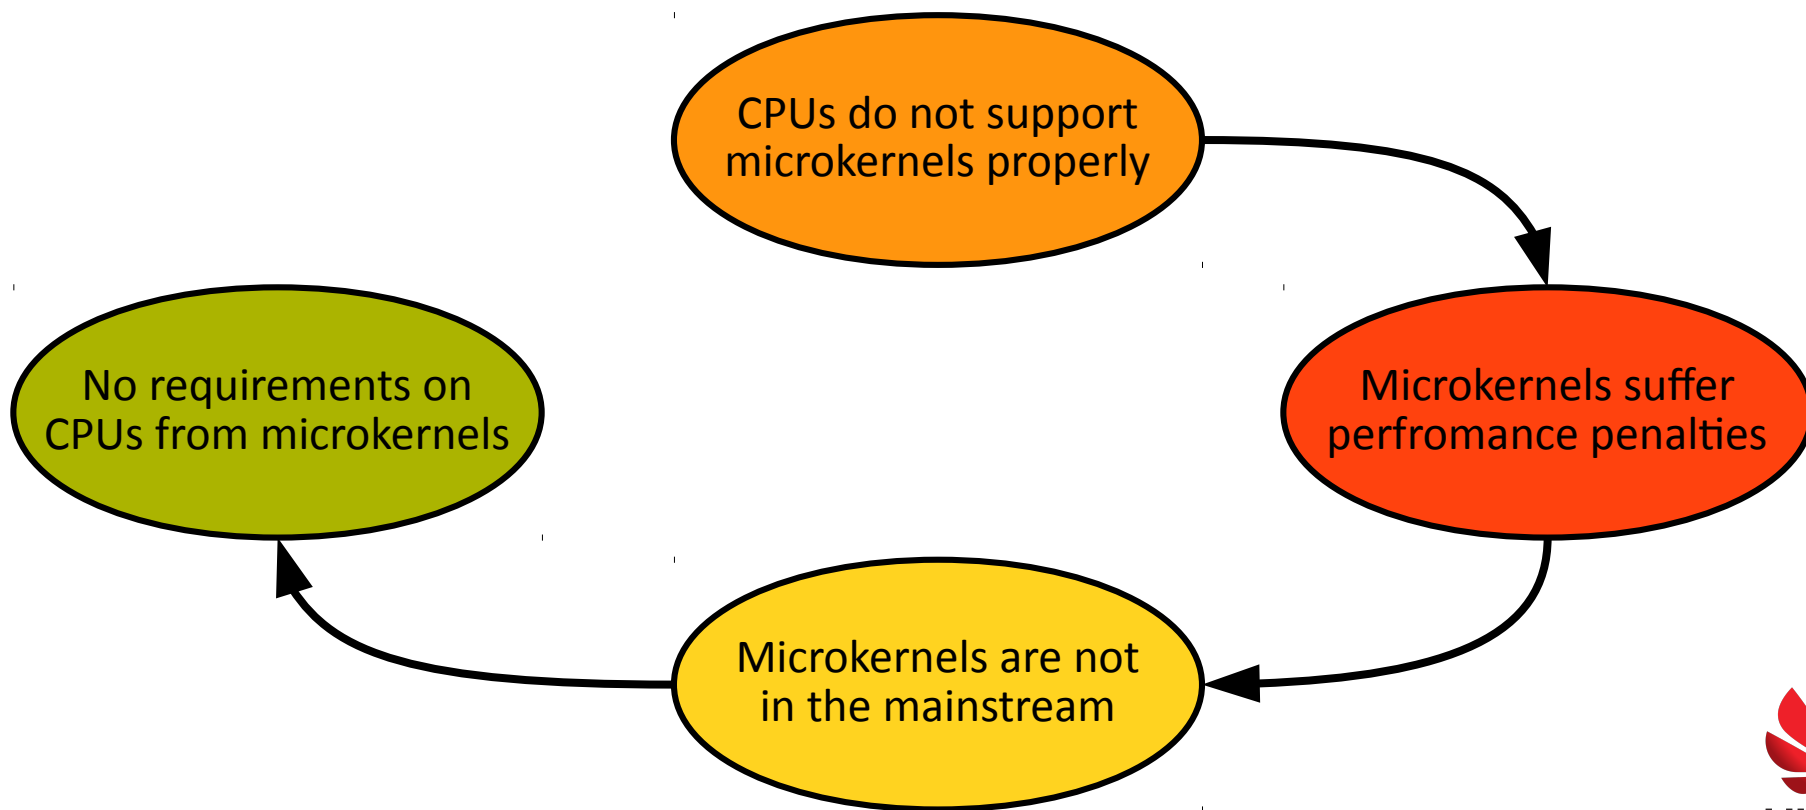 CPUs do not support
microkernels properly
No requirements on
CPUs from microkernels
Microkernels suffer
perfromance penalties
Microkernels are not
in the mainstream